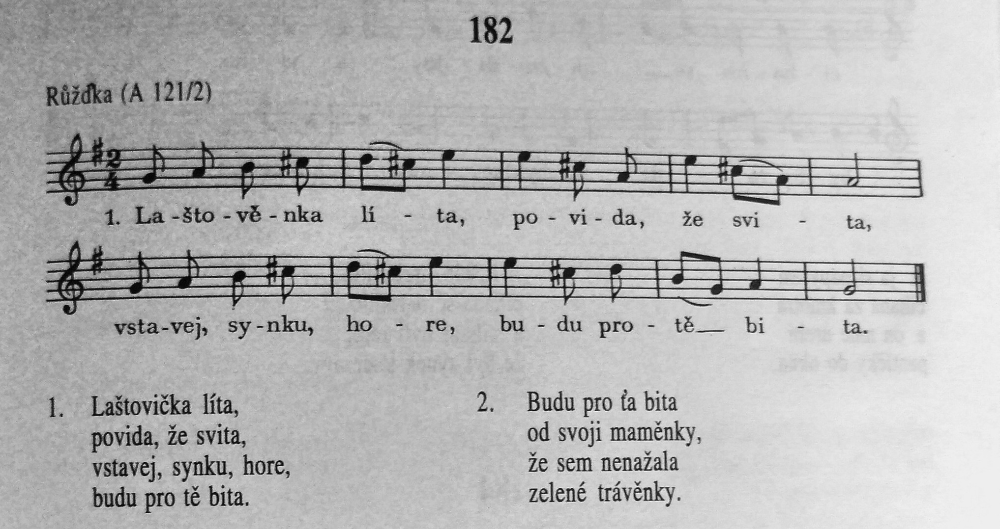 182
Růžďka (A 121/2)
2
4
1. La - što - vě - nka lí - ta, po - vi - da, že svi - ta,
vsta - vej, sy - nku, ho - re, bu - du pro - tě__ bi - ta.
1. Laštovička líta,
povida, že svita,
vstavej, synku, hore,
budu pro tě bita.
2. Budu pro ťa bita
od svoji maměnky,
že sem nenažala
zelené trávěnky.